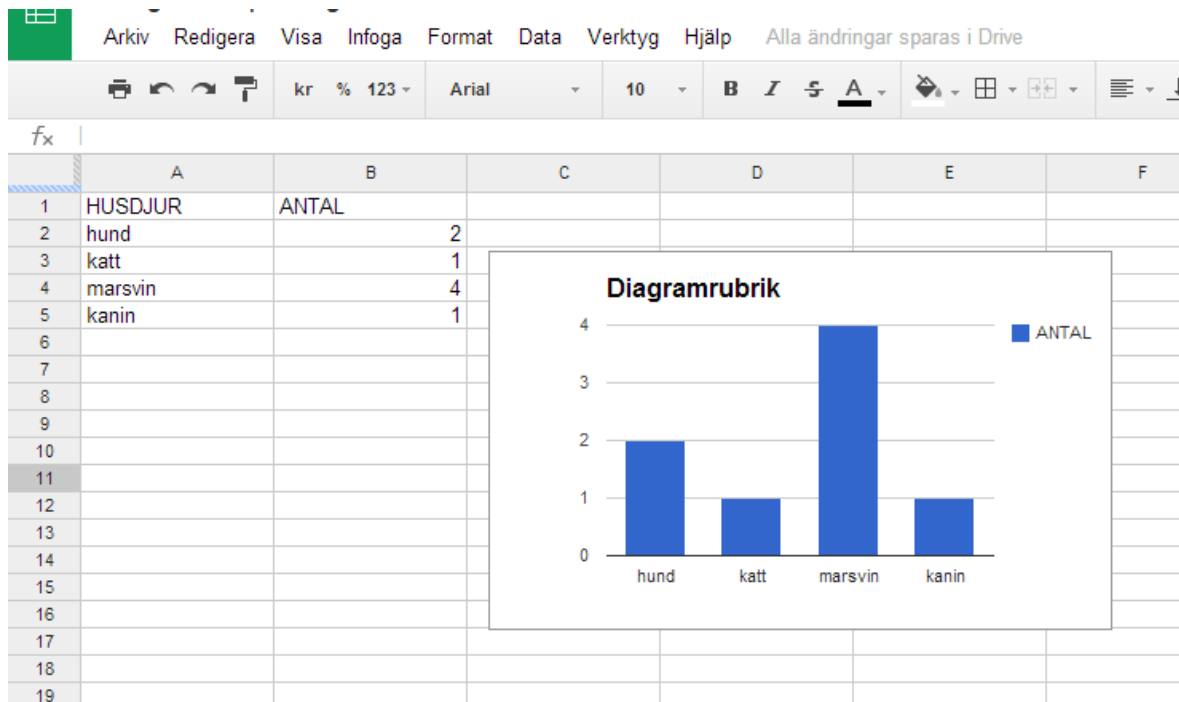 Arkiv Redigera Visa Infoga Format Data Verktyg Hjälp Alla ändringar sparas i Drive
kr % 123 Arial 10 B I S A
fx
A B C D E F
1 HUSDJUR ANTAL
2 hund 2
3 katt 1
4 marsvin 4
5 kanin 1
6
7
8
9
10
11
12
13
14
15
16
17
18
19
Diagramrubrik
ANTAL
4
3
2
1
0
hund katt marsvin kanin